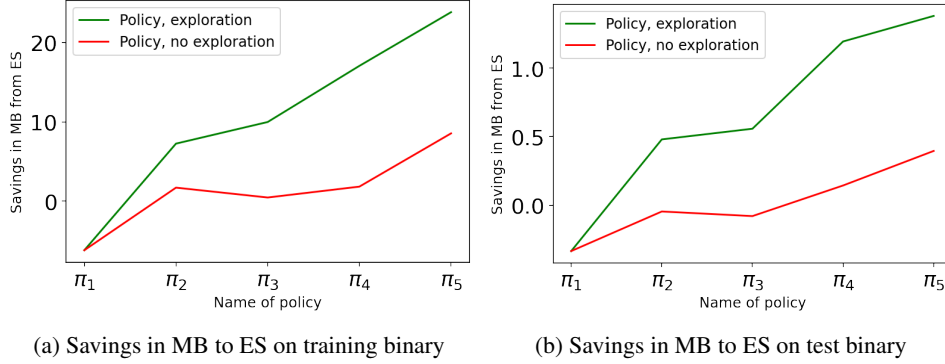 Savings in MB from ES
20
10
0
Policy, exploration
Policy, no exploration
π1 π2 π3 π4 π5
Name of policy
(a) Savings in MB to ES on training binary
Savings in MB from ES
1.0
0.5
0.0
Policy, exploration
Policy, no exploration
π1 π2 π3 π4 π5
Name of policy
(b) Savings in MB to ES on test binary